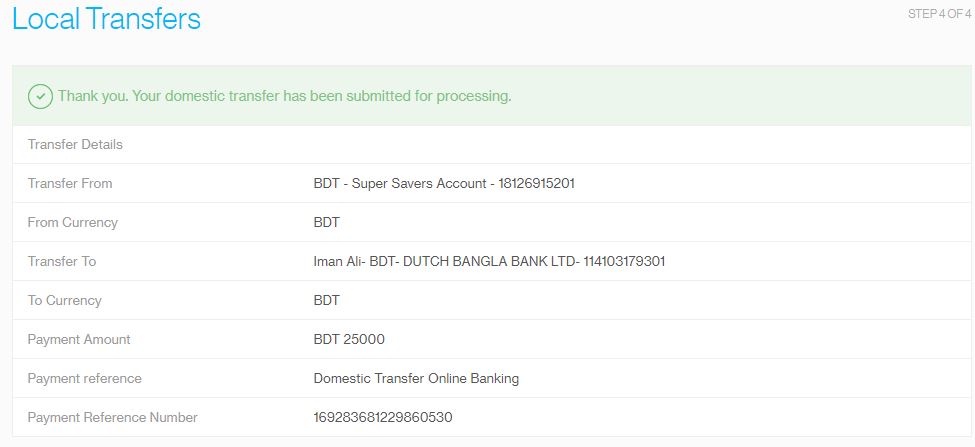 Local Transfers
STEP 4 OF 4
Thank you. Your domestic transfer has been submitted for processing.
Transfer Details
Transfer From BDT - Super Savers Account - 18126915201
From Currency BDT
Transfer To Iman Ali- BDT- DUTCH BANGLA BANK LTD- 114103179301
To Currency BDT
Payment Amount BDT 25000
Payment reference Domestic Transfer Online Banking
Payment Reference Number 169283681229860530